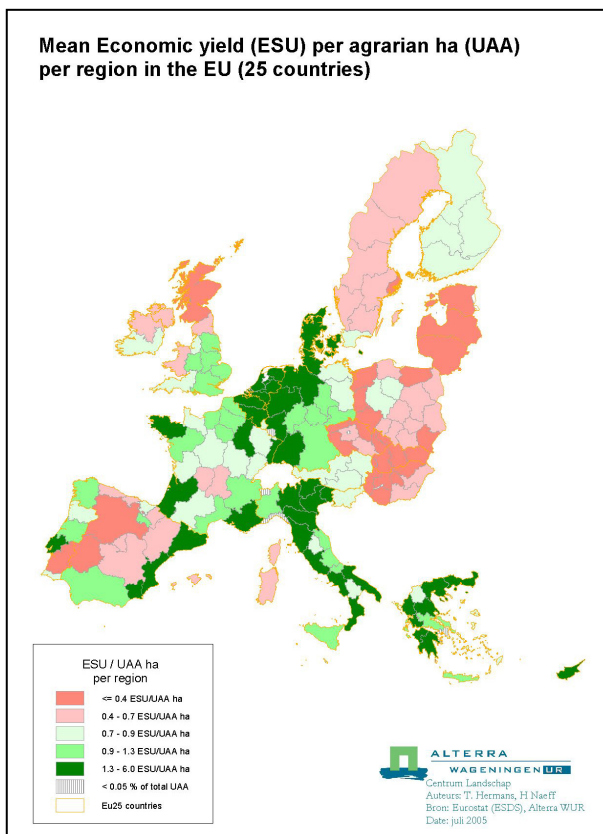 Mean Economic yield (ESU) per agrarian ha (UAA)
per region in the EU (25 countries)
ESU / UAA ha
per region
<= 0.4 ESU/UAA ha
0.4 - 0.7 ESU/UAA ha
0.7 - 0.9 ESU/UAA ha
0.9 - 1.3 ESU/UAA ha
1.3 - 6.0 ESU/UAA ha
< 0.05 % of total UAA
Eu25 countries
ALTERRA
WAGENINGEN UR
Centrum Landschap
Auteurs: T. Hermans, H Naeff
Bron: Eurostat (ESDS), Alterra WUR
Date: juli 2005